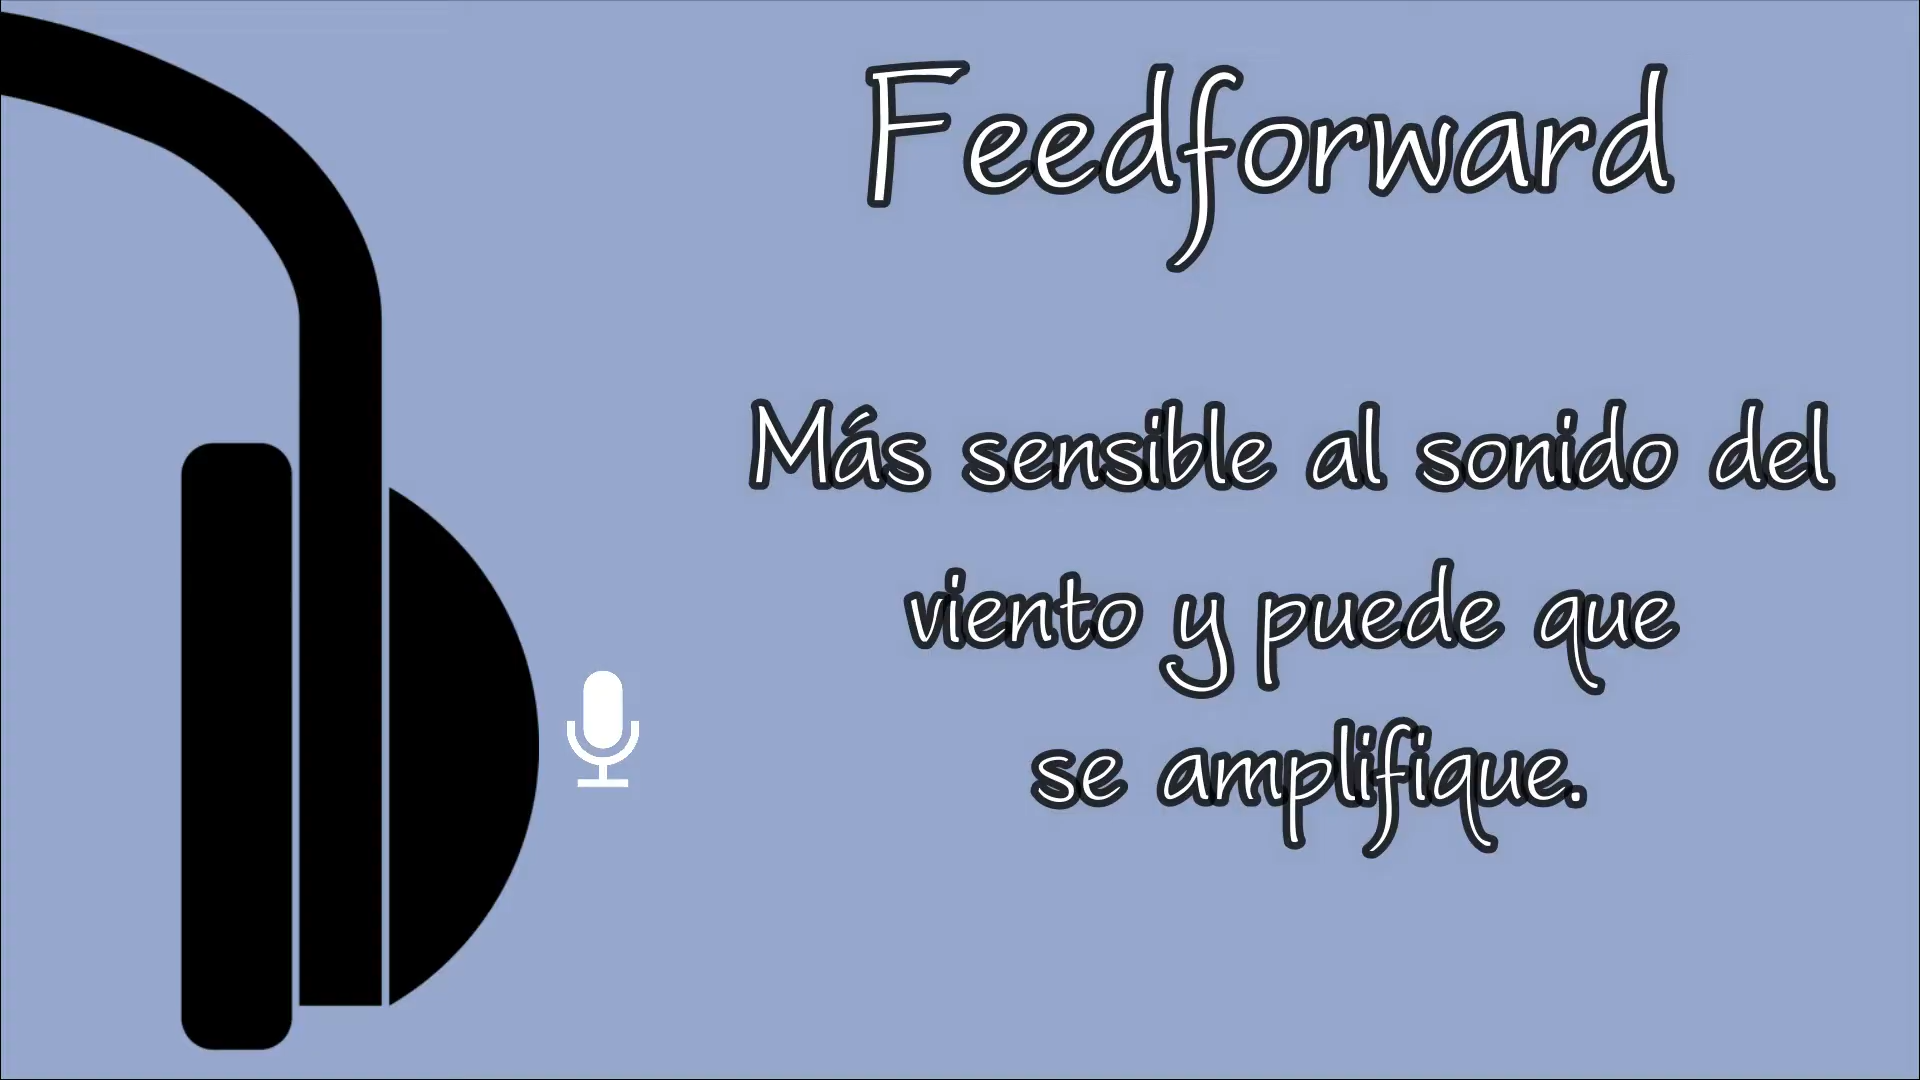 Feedforward
Más sensible al sonido del
viento y puede que
se amplifique.